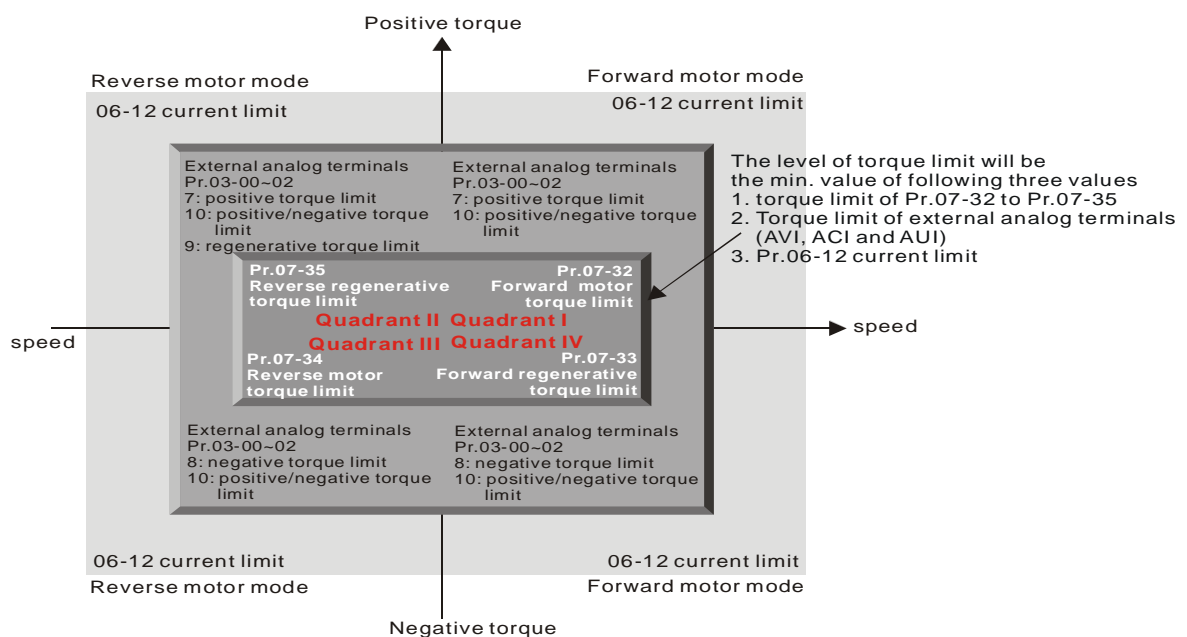 Positive torque
Reverse motor mode
Forward motor mode
06-12 current limit
06-12 current limit
External analog terminals
Pr.03-00~02
7: positive torque limit
10: positive/negative torque
limit
9: regenerative torque limit
External analog terminals
Pr.03-00~02
7: positive torque limit
10: positive/negative torque
limit
The level of torque limit will be
the min. value of following three values
1. torque limit of Pr.07-32 to Pr.07-35
2. Torque limit of external analog terminals
(AVI, ACI and AUI)
3. Pr.06-12 current limit
Pr.07-35
Reverse regenerative
torque limit
Pr.07-32
Forward motor
torque limit
Quadrant II
Quadrant I
speed
speed
Quadrant III
Quadrant IV
Pr.07-34
Reverse motor
torque limit
Pr.07-33
Forward regenerative
torque limit
External analog terminals
Pr.03-00~02
8: negative torque limit
10: positive/negative torque
limit
External analog terminals
Pr.03-00~02
8: negative torque limit
10: positive/negative torque
limit
06-12 current limit
06-12 current limit
Reverse motor mode
Forward motor mode
Negative torque